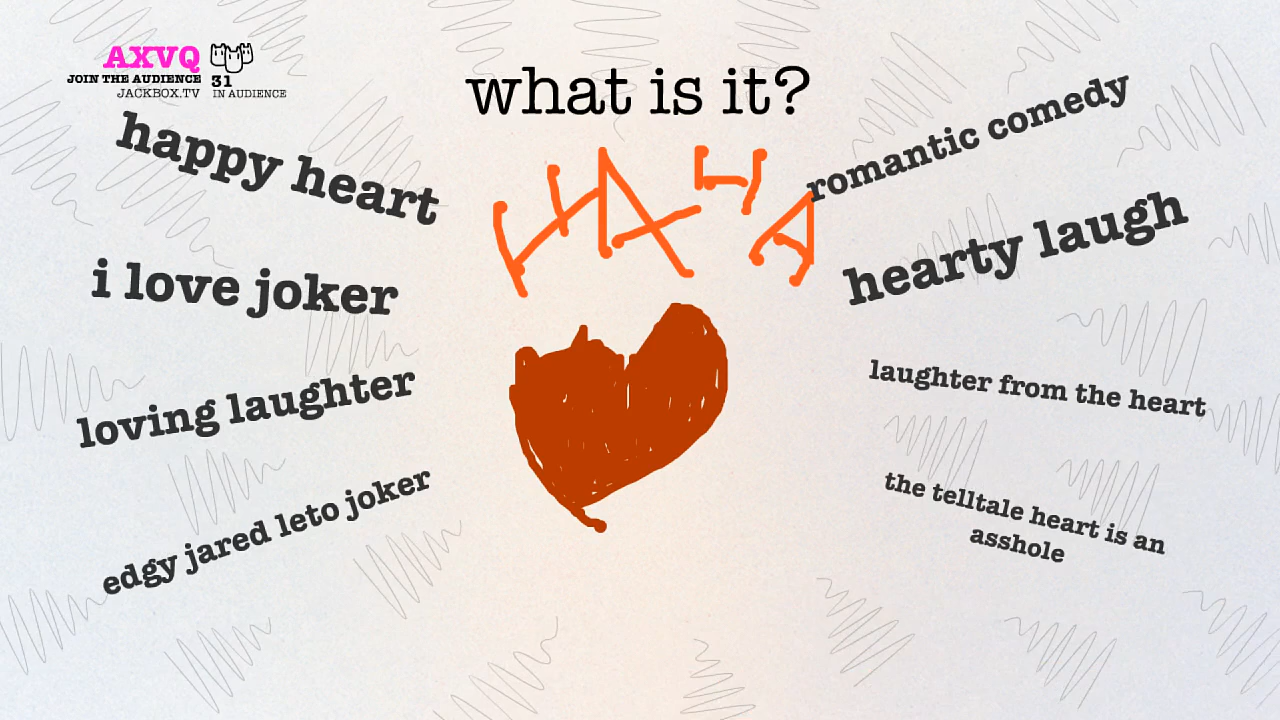 AXVQ
JOIN THE AUDIENCE
JACKBOX.TV
31
IN AUDIENCE
what is it?
HAHA
happy heart
i love joker
loving laughter
edgy jared leto joker
romantic comedy
hearty laugh
laughter from the heart
the telltale heart is an
asshole